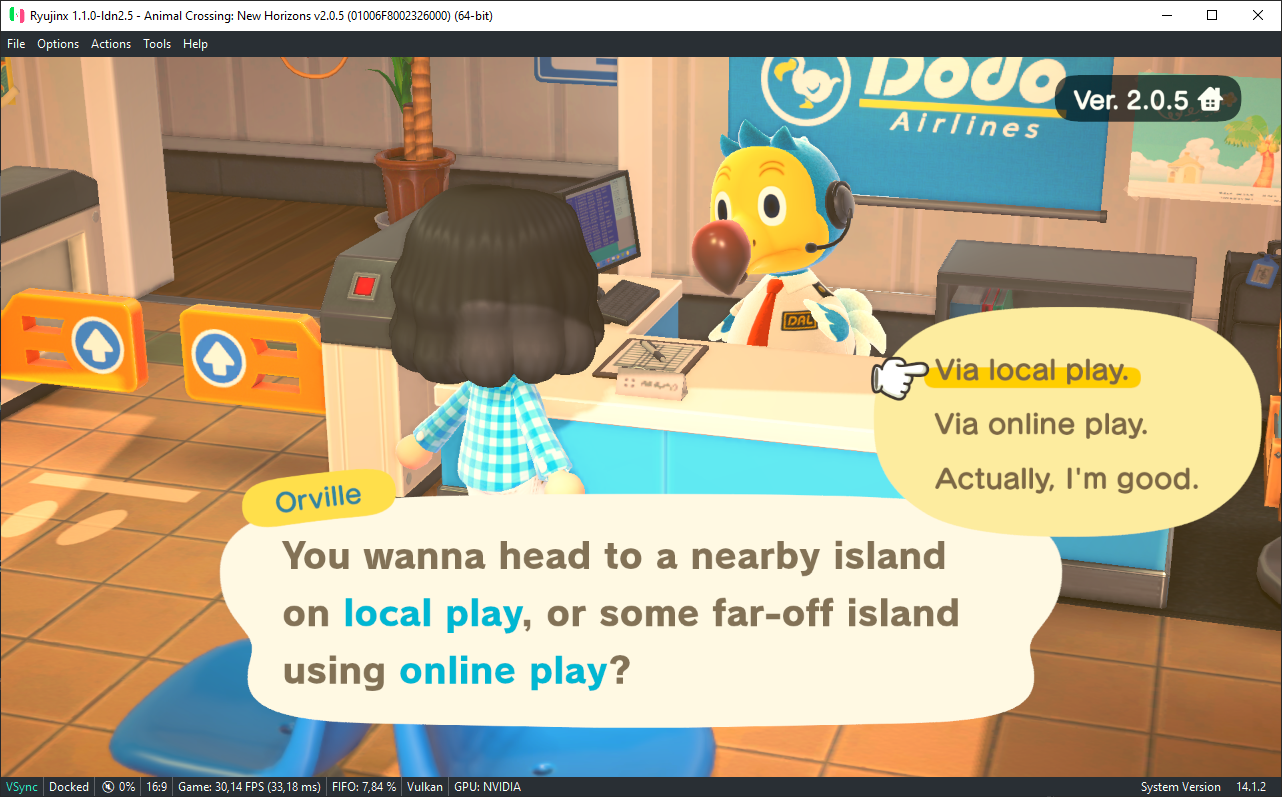 Ryujinx 1.1.0-ldn2.5 - Animal Crossing: New Horizons v2.0.5 (01006F8002326000) (64-bit)
File Options Actions Tools Help
Dodo
Airlines
Ver. 2.0.5
DAL
Via local play.
Via online play.
Actually, I'm good.
Orville
You wanna head to a nearby island
on local play, or some far-off island
using online play?
VSync Docked 0% 16:9 Game: 30,14 FPS (33,18 ms) FIFO: 7,84 % Vulkan GPU: NVIDIA System Version 14.1.2